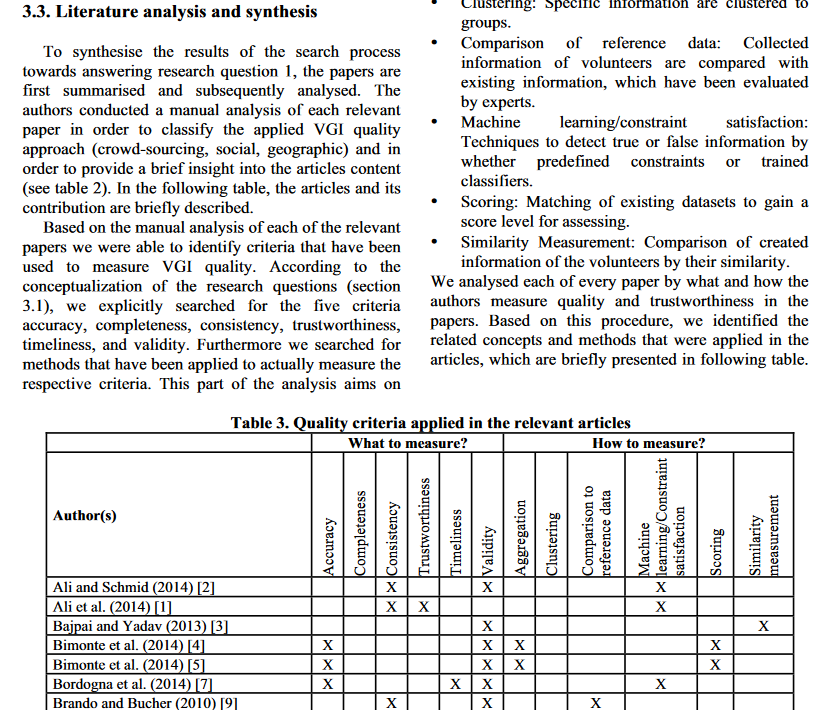 3.3. Literature analysis and synthesis
To synthesise the results of the search process
towards answering research question 1, the papers are
first summarised and subsequently analysed. The
authors conducted a manual analysis of each relevant
paper in order to classify the applied VGI quality
approach (crowd-sourcing, social, geographic) and in
order to provide a brief insight into the articles content
(see table 2). In the following table, the articles and its
contribution are briefly described.
Based on the manual analysis of each of the relevant
papers we were able to identify criteria that have been
used to measure VGI quality. According to the
conceptualization of the research questions (section
3.1), we explicitly searched for the five criteria
accuracy, completeness, consistency, trustworthiness,
timeliness, and validity. Furthermore we searched for
methods that have been applied to actually measure the
respective criteria. This part of the analysis aims on
• Clustering: Specific information are clustered to
groups.
• Comparison of reference data: Collected
information of volunteers are compared with
existing information, which have been evaluated
by experts.
• Machine learning/constraint satisfaction:
Techniques to detect true or false information by
whether predefined constraints or trained
classifiers.
• Scoring: Matching of existing datasets to gain a
score level for assessing.
• Similarity Measurement: Comparison of created
information of the volunteers by their similarity.
We analysed each of every paper by what and how the
authors measure quality and trustworthiness in the
papers. Based on this procedure, we identified the
related concepts and methods that were applied in the
articles, which are briefly presented in following table.
Table 3. Quality criteria applied in the relevant articles
What to measure? How to measure?
Author(s)
Accuracy
Completeness
Consistency
Trustworthiness
Timeliness
Validity
Aggregation
Clustering
Comparison to
reference data
Machine
learning/Constraint
satisfaction
Scoring
Similarity
measurement
Ali and Schmid (2014) [2] X X X
Ali et al. (2014) [1] X X X
Bajpai and Yadav (2013) [3] X X
Bimonte et al. (2014) [4] X X X X
Bimonte et al. (2014) [5] X X X X
Bordogna et al. (2014) [7] X X X X
Brando and Bucher (2010) [9] X X X